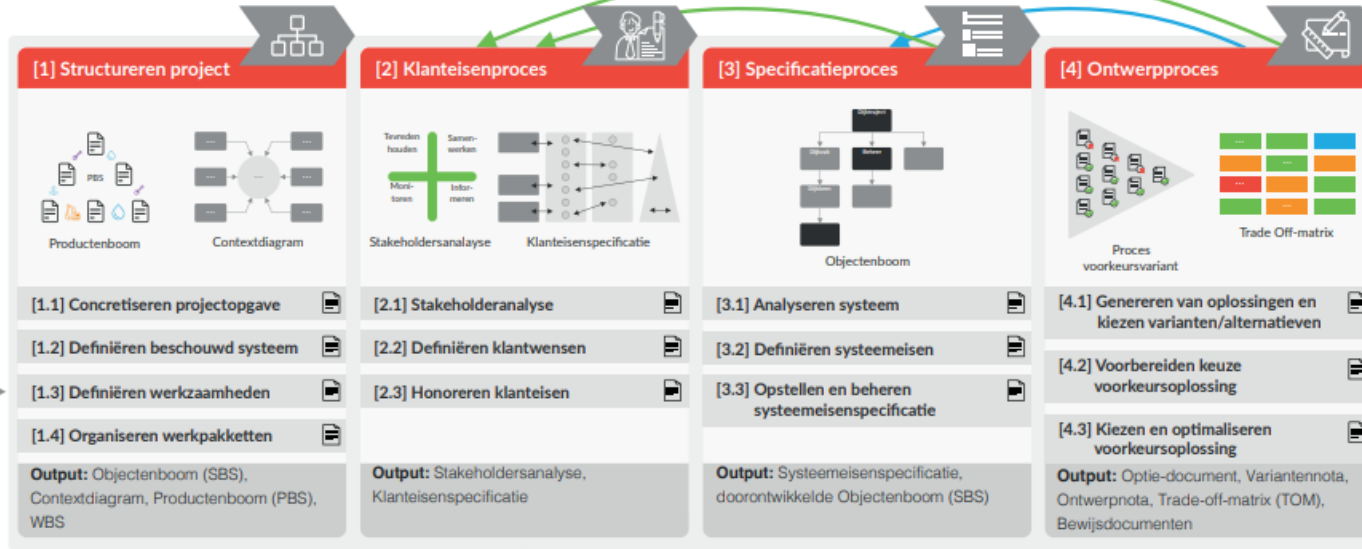 [1] Structureren project
PBS
Productenboom
...
...
...
...
...
...
...
Contextdiagram
[1.1] Concretiseren projectopgave
[1.2] Definiëren beschouwd systeem
[1.3] Definiëren werkzaamheden
[1.4] Organiseren werkpakketten
Output: Objectenboom (SBS),
Contextdiagram, Productenboom (PBS),
WBS
[2] Klanteisenproces
Tevreden
houden
Samen-
werken
Moni-
toren
Infor-
meren
Stakeholdersanalayse
Klanteisenspecificatie
[2.1] Stakeholderanalyse
[2.2] Definiëren klantwensen
[2.3] Honoreren klanteisen
Output: Stakeholdersanalyse,
Klanteisenspecificatie
[3] Specificatieproces
Beheer
Objectenboom
[3.1] Analyseren systeem
[3.2] Definiëren systeemeisen
[3.3] Opstellen en beheren
systeemeisenspecificatie
Output: Systeemeisenspecificatie,
doorontwikkelde Objectenboom (SBS)
[4] Ontwerpproces
Proces
voorkeursvariant
...
...
...
...
Trade Off-matrix
[4.1] Genereren van oplossingen en
kiezen varianten/alternatieven
[4.2] Voorbereiden keuze
voorkeursoplossing
[4.3] Kiezen en optimaliseren
voorkeursoplossing
Output: Optie-document, Variantennota,
Ontwerpnota, Trade-off-matrix (TOM),
Bewijsdocumenten